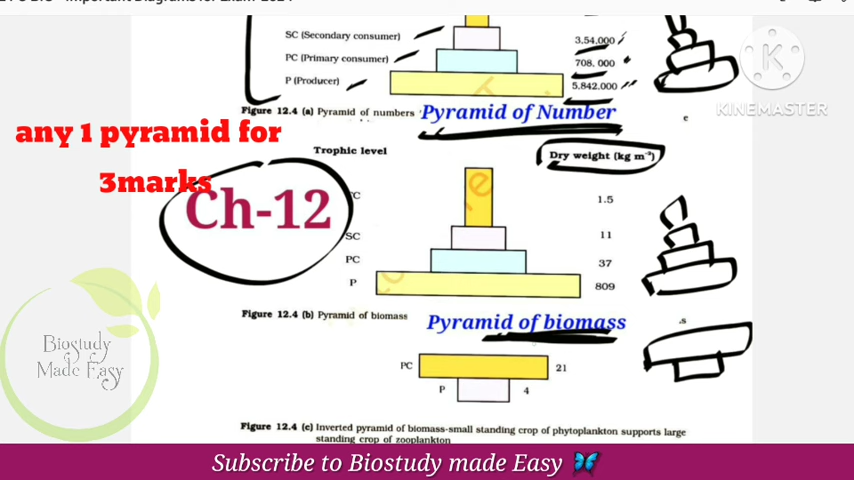 SC (Secondary consumer)
3.54,000
PC (Primary consumer)
708. 000
P (Producer)
5.842.000
Figure 12.4 (a) Pyramid of numbers
Pyramid of Number
KINEMASTER
any 1 pyramid for
3marks
Ch-12
Trophic level
Dry weight (kg m⁻²)
TC
1.5
SC
11
PC
37
P
809
Figure 12.4 (b) Pyramid of biomass
Pyramid of biomass
PC
21
P
4
Biostudy
Made Easy
Figure 12.4 (c) Inverted pyramid of biomass-small standing crop of phytoplankton supports large
standing crop of zooplankton
Subscribe to Biostudy made Easy 🦋